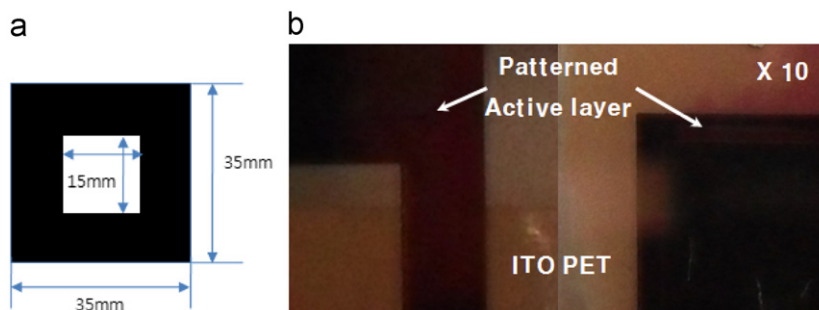 a
15mm
35mm
35mm
b
Patterned
Active layer
X 10
ITO PET